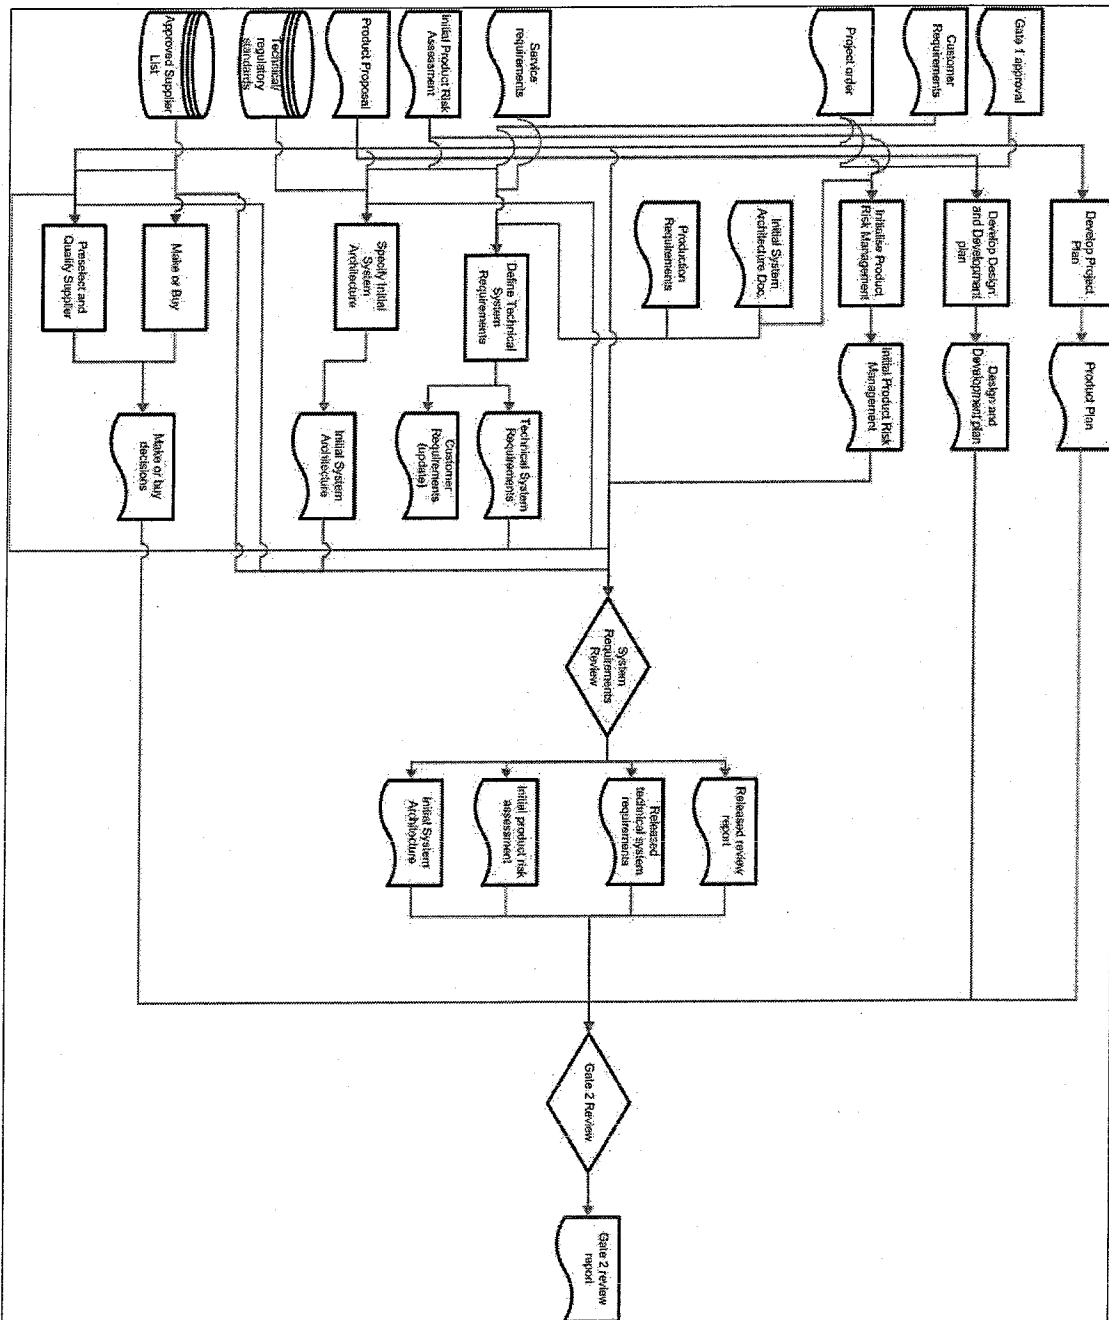 Gate 1 approval
Customer
Requirements
Project order
Service
requirements
Initial Product Risk
Assessment
Product Proposal
Technical/
regulatory
standards
Approved Supplier
List
Develop Project
Plan
Develop Design
and Development
plan
Initialise Product
Risk Management
Initial System
Architecture Doc.
Production
Requirements
Define Technical
System
Requirements
Specify Initial
System
Architecture
Make or Buy
Preselect and
Qualify Supplier
Product Plan
Design and
Development plan
Initial Product Risk
Management
Technical System
Requirements
Customer
Requirements
(update)
Initial System
Architecture
Make or buy
decisions
System
Requirements
Review
Released review
report
Released
technical system
requirements
Initial product risk
assessment
Initial System
Architecture
Gate 2 Review
Gate 2 review
report